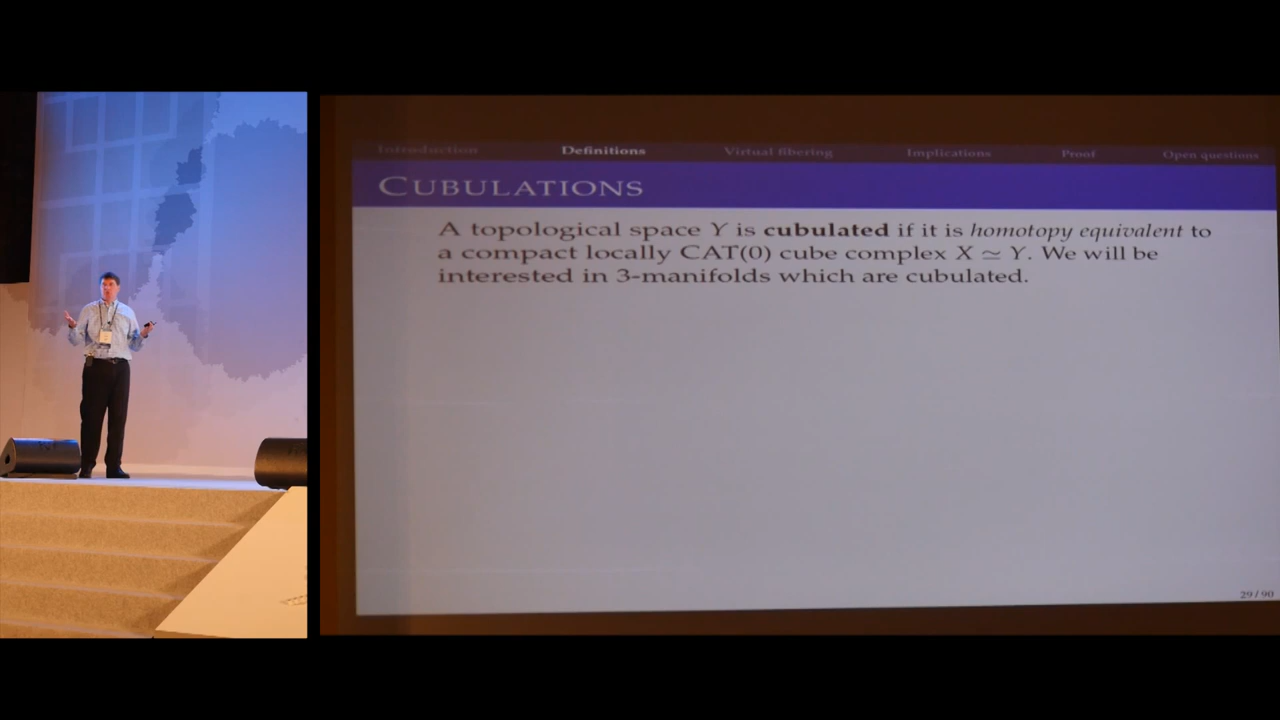 Introduction Definitions Virtual fibering Implications Proof Open questions
CUBULATIONS
A topological space Y is cubulated if it is homotopy equivalent to
a compact locally CAT(0) cube complex X ≃ Y. We will be
interested in 3-manifolds which are cubulated.
29 / 90